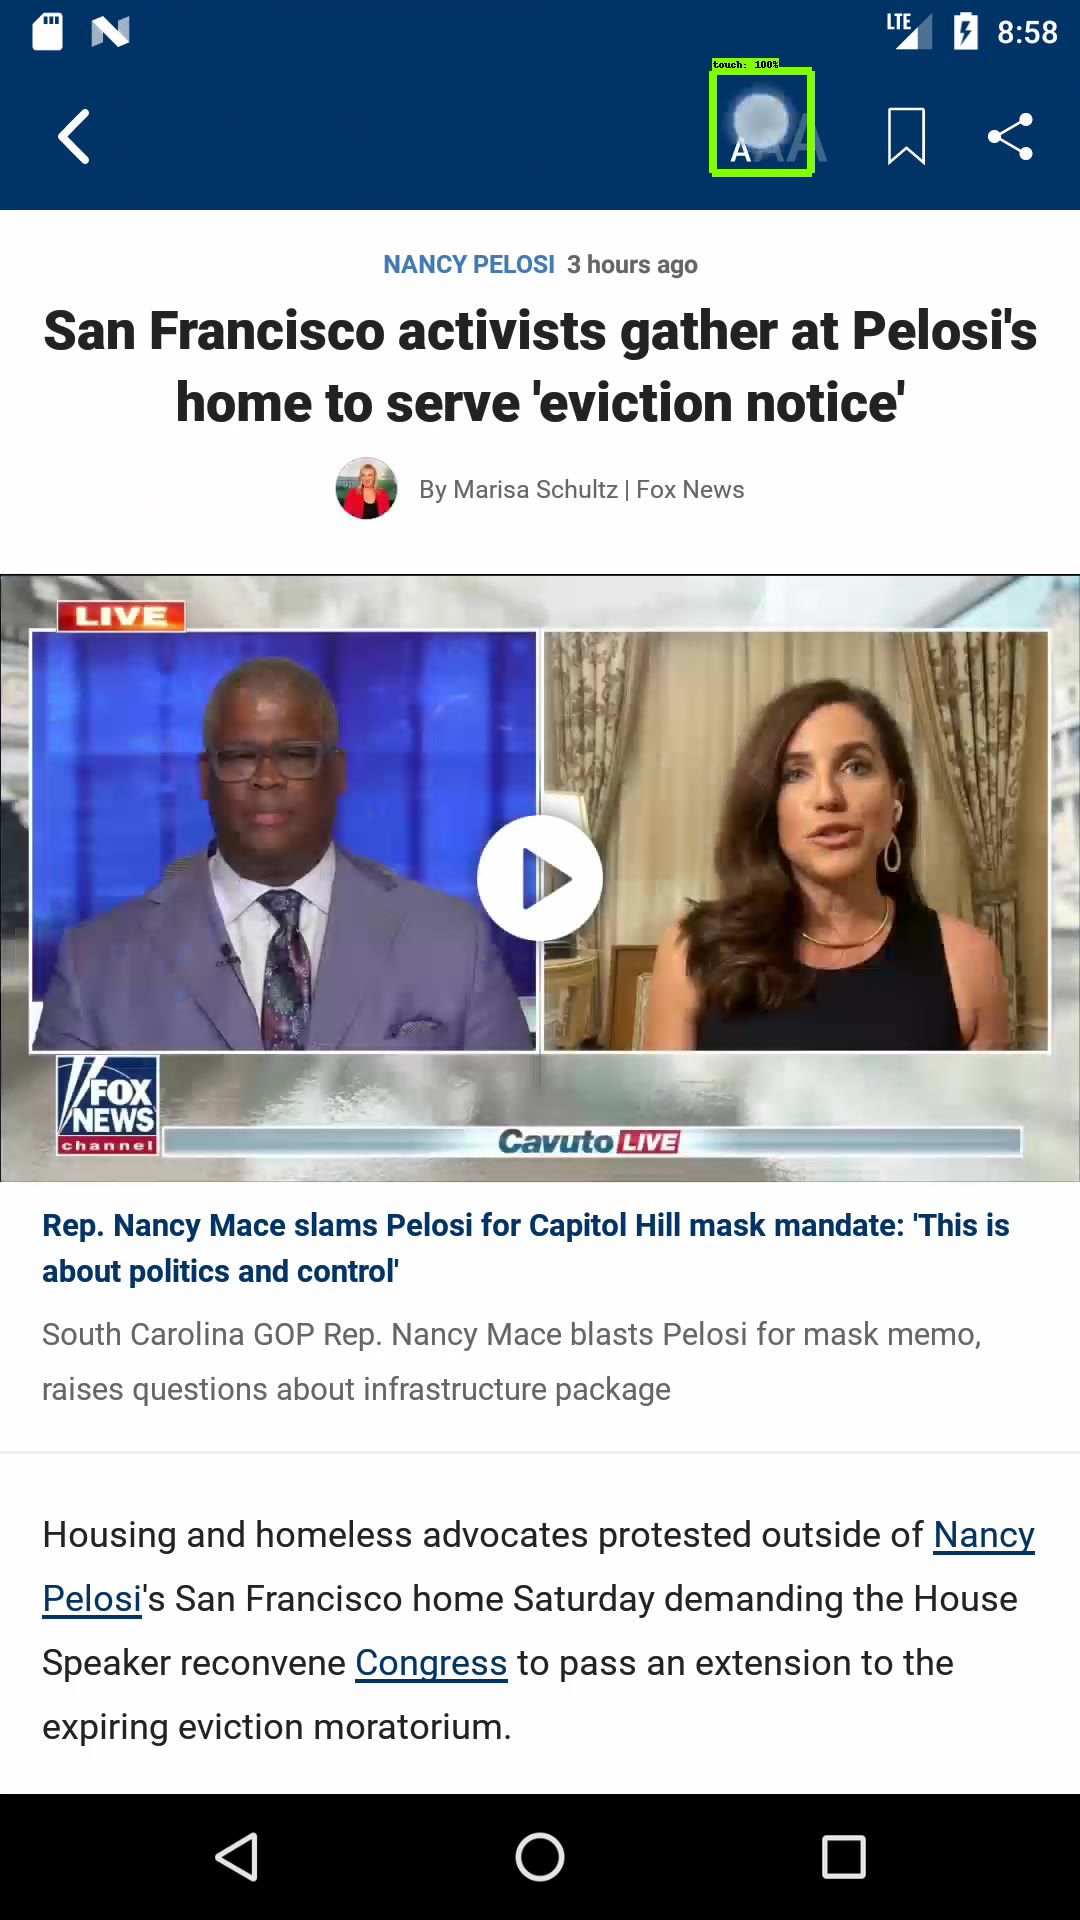 LTE 8:58
touch: 100%
A A A
NANCY PELOSI 3 hours ago
San Francisco activists gather at Pelosi's
home to serve 'eviction notice'
By Marisa Schultz | Fox News
LIVE
FOX
NEWS
channel
Cavuto LIVE
Rep. Nancy Mace slams Pelosi for Capitol Hill mask mandate: 'This is
about politics and control'
South Carolina GOP Rep. Nancy Mace blasts Pelosi for mask memo,
raises questions about infrastructure package
Housing and homeless advocates protested outside of Nancy
Pelosi's San Francisco home Saturday demanding the House
Speaker reconvene Congress to pass an extension to the
expiring eviction moratorium.